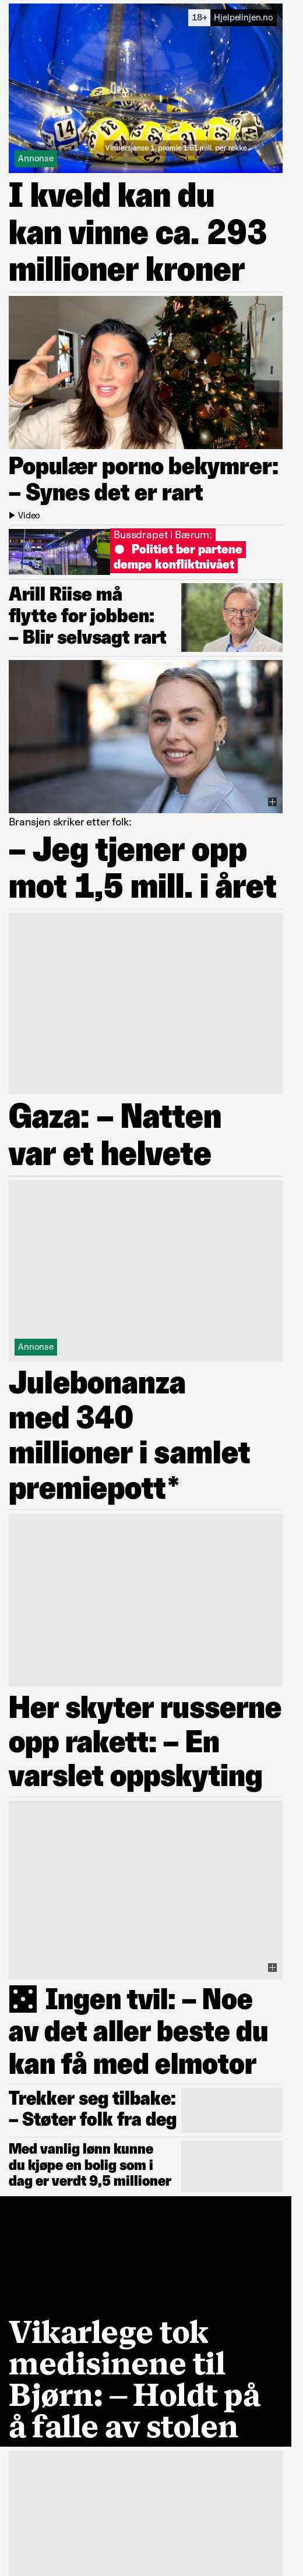 18+ Hjelpelinjen.no
14
Vinnersjanse 1. premie 1:61 mill. per rekke
Annonse
I kveld kan du
kan vinne ca. 293
millioner kroner
Populær porno bekymrer:
– Synes det er rart
Video
Bussdrapet i Bærum:
Politiet ber partene
dempe konfliktnivået
Arill Riise må
flytte for jobben:
– Blir selvsagt rart
Bransjen skriker etter folk:
– Jeg tjener opp
mot 1,5 mill. i året
Gaza: – Natten
var et helvete
Annonse
Julebonanza
med 340
millioner i samlet
premiepott*
Her skyter russerne
opp rakett: – En
varslet oppskyting
Ingen tvil: – Noe
av det aller beste du
kan få med elmotor
Trekker seg tilbake:
– Støter folk fra deg
Med vanlig lønn kunne
du kjøpe en bolig som i
dag er verdt 9,5 millioner
Vikarlege tok
medisinene til
Bjørn: – Holdt på
å falle av stolen